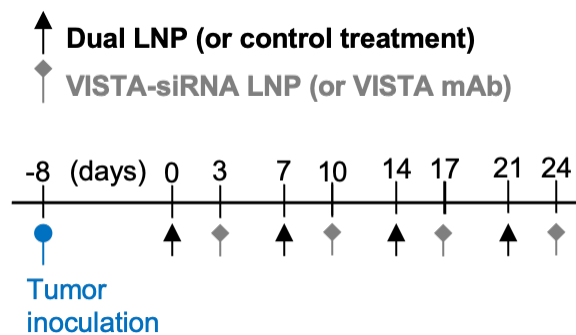 Dual LNP (or control treatment)
VISTA-siRNA LNP (or VISTA mAb)
-8 (days) 0 3 7 10 14 17 21 24
Tumor
inoculation